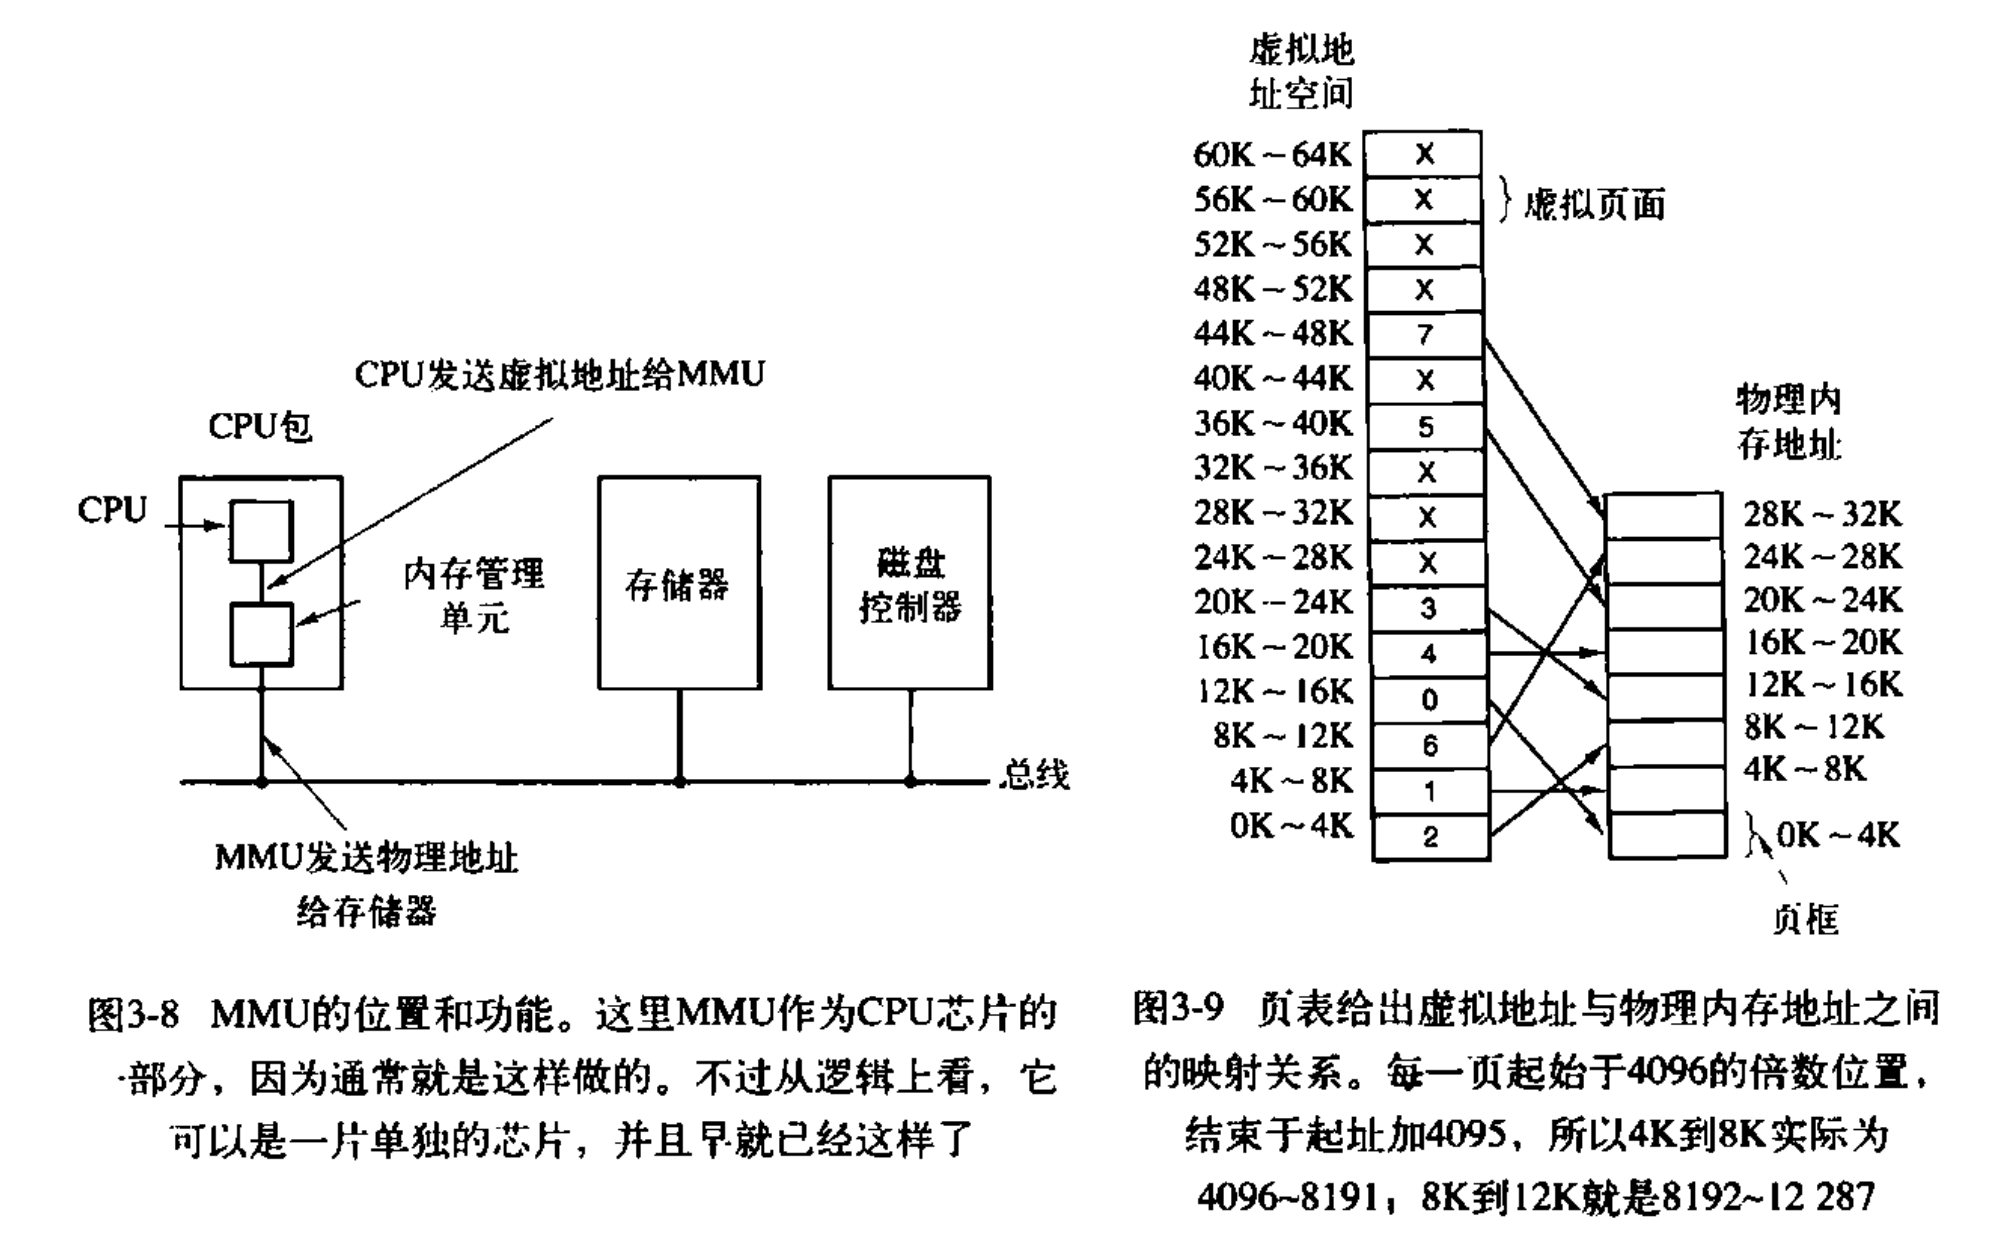 CPU发送虚拟地址给MMU
CPU包
CPU
内存管理
单元
存储器
磁盘
控制器
总线
MMU发送物理地址
给存储器
图3-8 MMU的位置和功能。这里MMU作为CPU芯片的
部分，因为通常就是这样做的。不过从逻辑上看，它
可以是一片单独的芯片，并且早就已经这样了
虚拟地
址空间
60K～64K X
56K～60K X
虚拟页面
52K～56K X
48K～52K X
44K～48K 7
40K～44K X
36K～40K 5
32K～36K X
28K～32K X
24K～28K X
20K～24K 3
16K～20K 4
12K～16K 0
8K～12K 6
4K～8K 1
0K～4K 2
物理内
存地址
28K～32K
24K～28K
20K～24K
16K～20K
12K～16K
8K～12K
4K～8K
0K～4K
页框
图3-9 页表给出虚拟地址与物理内存地址之间
的映射关系。每一页起始于4096的倍数位置，
结束于起址加4095，所以4K到8K实际为
4096~8191；8K到12K就是8192~12 287